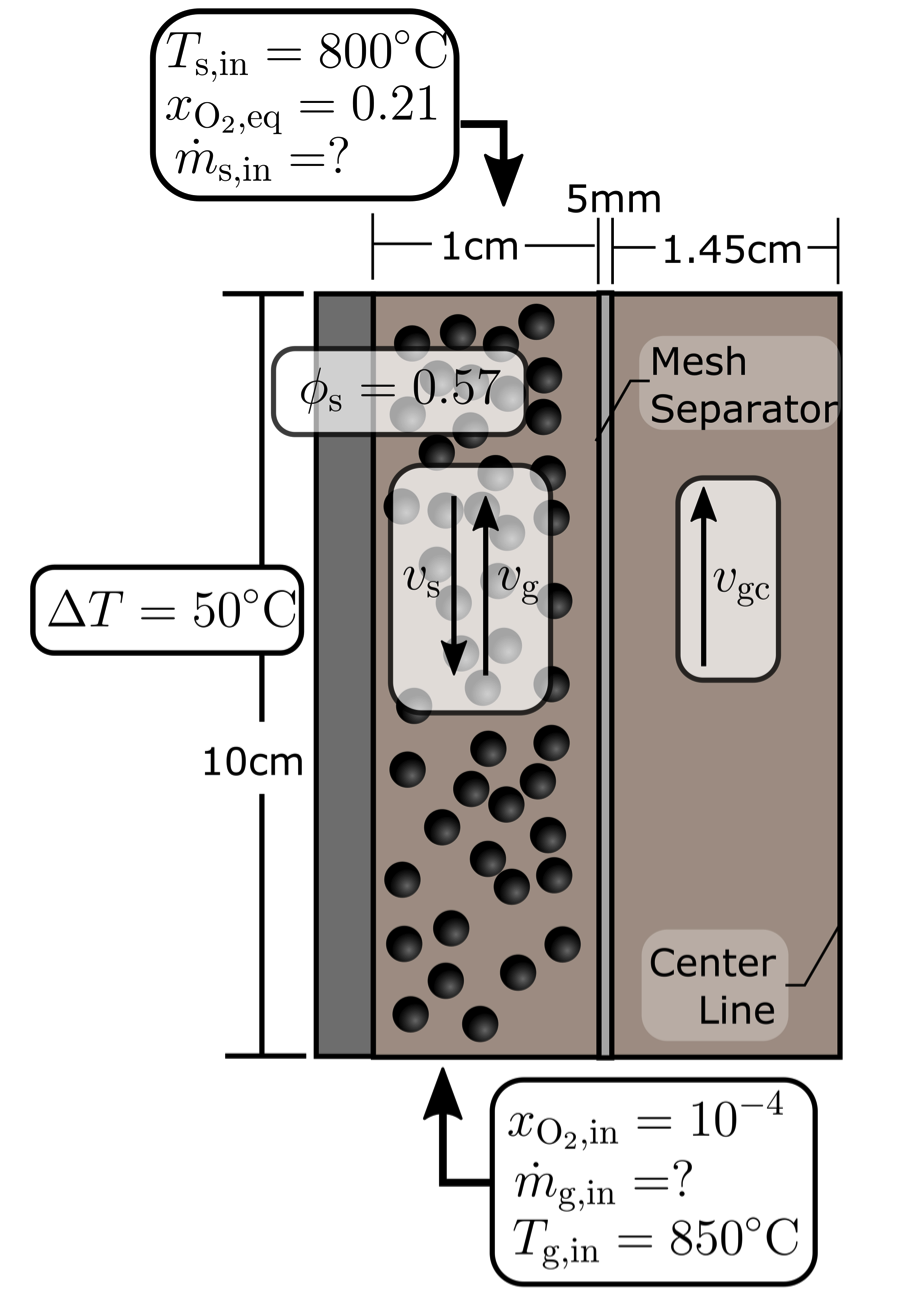 T_s,in = 800°C
x_O₂,eq = 0.21
ṁ_s,in =?
5mm
1cm
1.45cm
ϕ_s = 0.57
Mesh
Separator
v_s
v_g
v_gc
ΔT = 50°C
10cm
Center
Line
x_O₂,in = 10⁻⁴
ṁ_g,in =?
T_g,in = 850°C